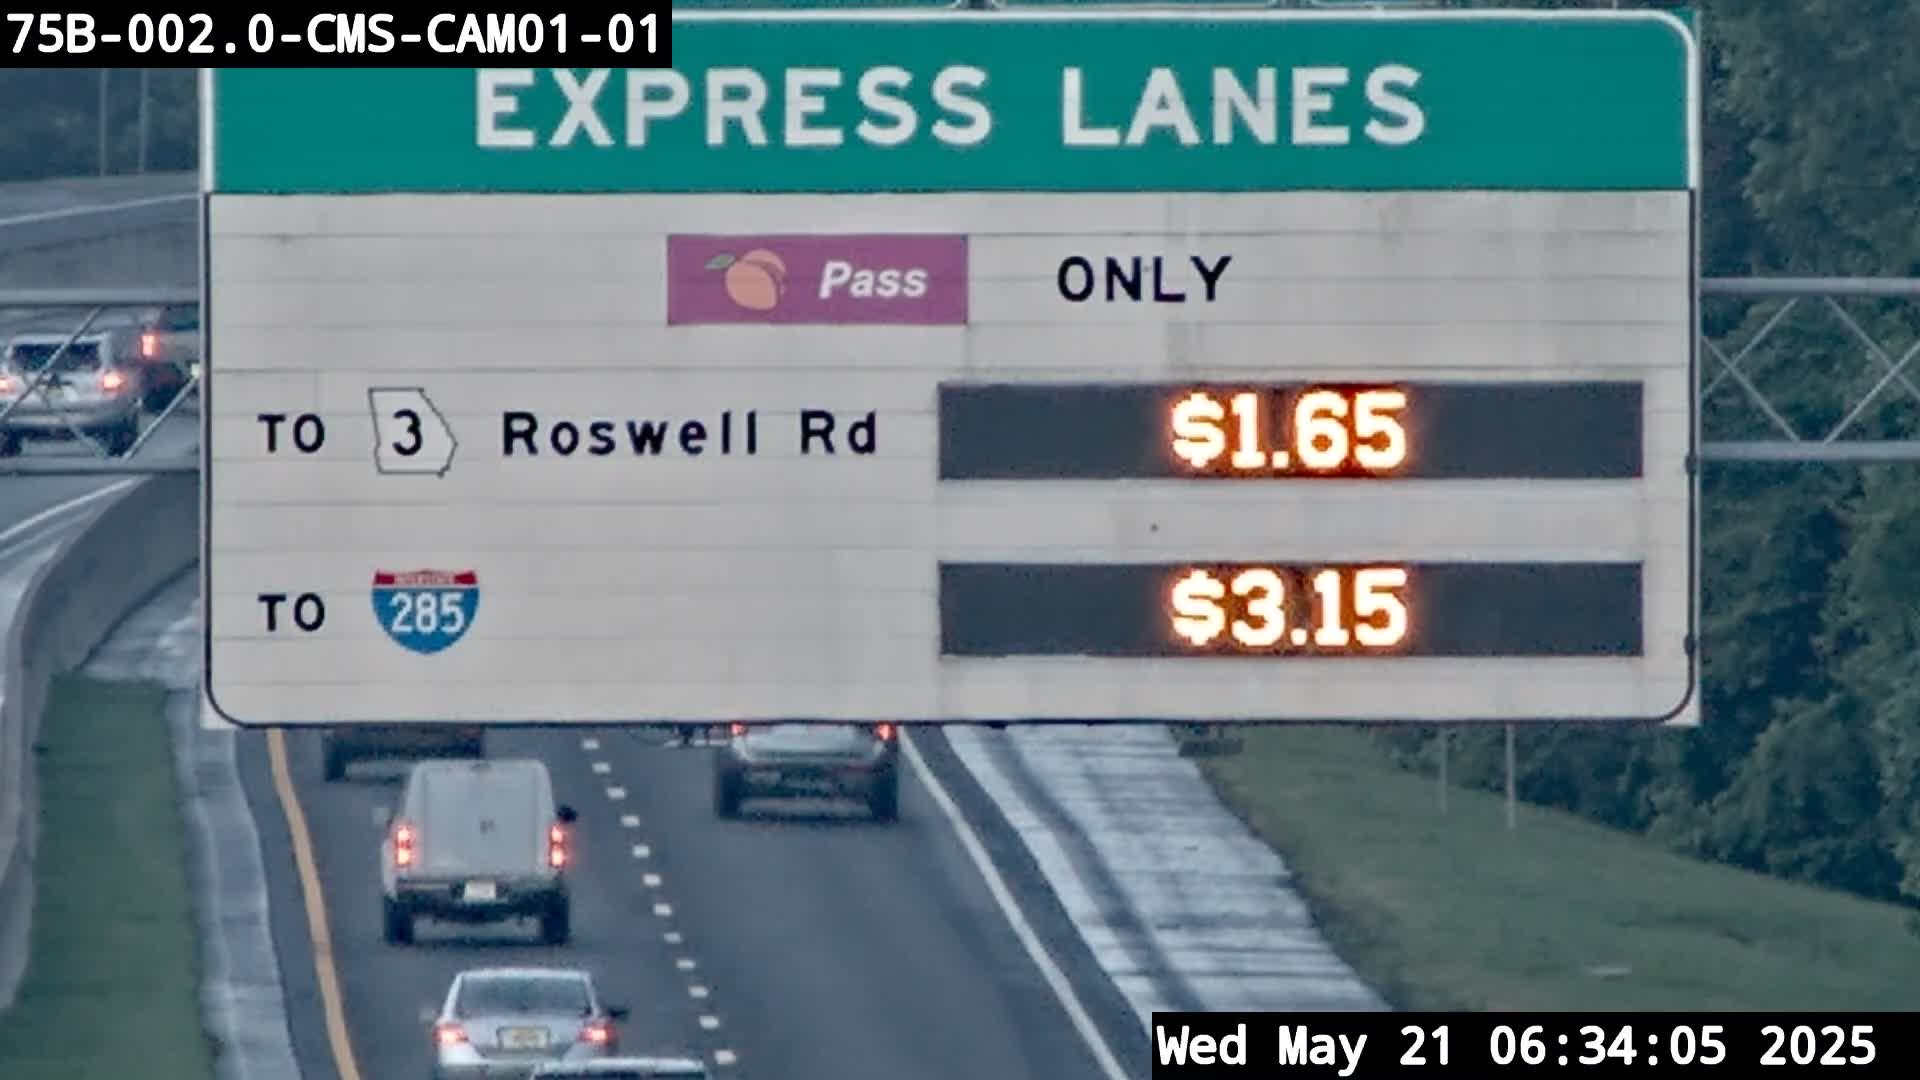 75B-002.0-CMS-CAM01-01
EXPRESS LANES
Pass ONLY
TO 3 Roswell Rd $1.65
TO INTERSTATE 285 $3.15
Wed May 21 06:34:05 2025